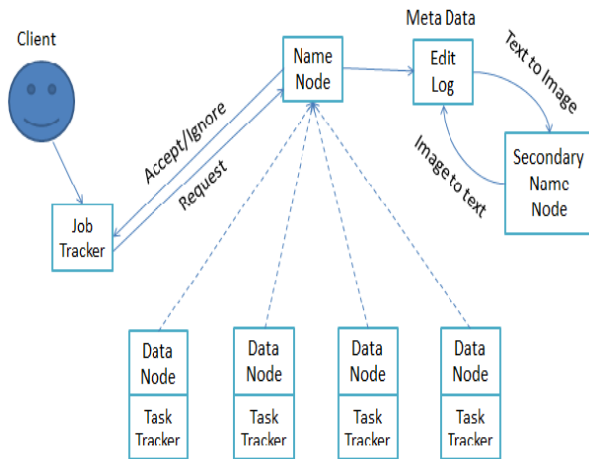 Client
Name
Node
Meta Data
Edit
Log
Text to Image
Image to text
Secondary
Name
Node
Accept/Ignore
Request
Job
Tracker
Data
Node
Task
Tracker
Data
Node
Task
Tracker
Data
Node
Task
Tracker
Data
Node
Task
Tracker